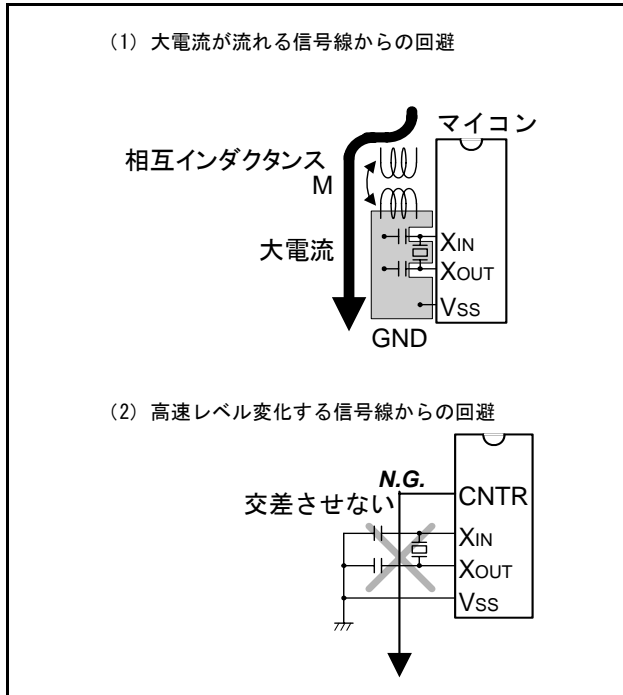 (1) 大電流が流れる信号線からの回避
マイコン
相互インダクタンス
M
大電流
XIN
XOUT
VSS
GND
(2) 高速レベル変化する信号線からの回避
N.G.
交差させない
CNTR
XIN
XOUT
VSS